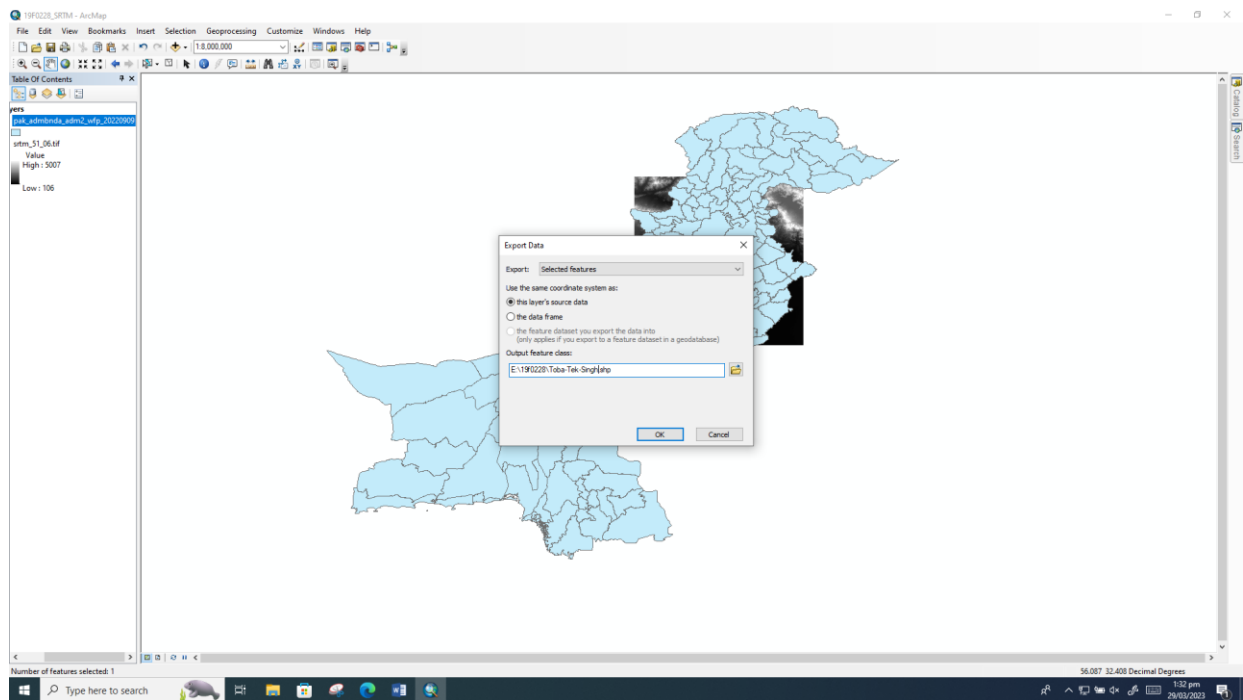 19F0228_SRTM - ArcMap
File Edit View Bookmarks Insert Selection Geoprocessing Customize Windows Help
1:8,000,000
Table Of Contents
yers
pak_admbnda_adm2_wfp_20220909
srtm_51_06.tif
Value
High : 5007
Low : 106
Export Data
Export: Selected features
Use the same coordinate system as:
this layer's source data
the data frame
the feature dataset you export the data into
(only applies if you export to a feature dataset in a geodatabase)
Output feature class:
E:\19f0228\Toba-Tek-Singh.shp
OK Cancel
Catalog
Search
Number of features selected: 1
56.087 32.408 Decimal Degrees
Type here to search
1:32 pm
29/03/2023